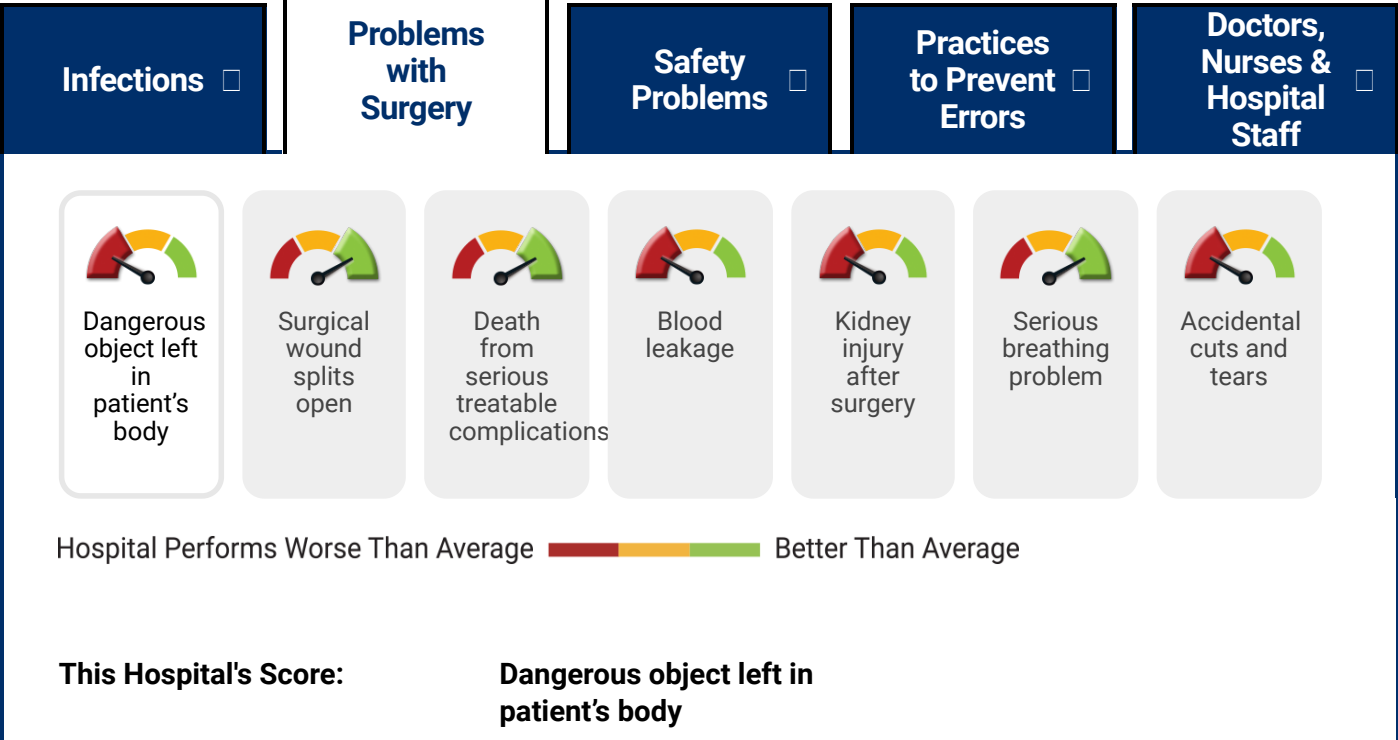 Infections
Problems
with
Surgery
Safety
Problems
Practices
to Prevent
Errors
Doctors,
Nurses &
Hospital
Staff
Dangerous
object left
in
patient’s
body
Surgical
wound
splits
open
Death
from
serious
treatable
complications
Blood
leakage
Kidney
injury
after
surgery
Serious
breathing
problem
Accidental
cuts and
tears
Hospital Performs Worse Than Average Better Than Average
This Hospital's Score:
Dangerous object left in
patient’s body